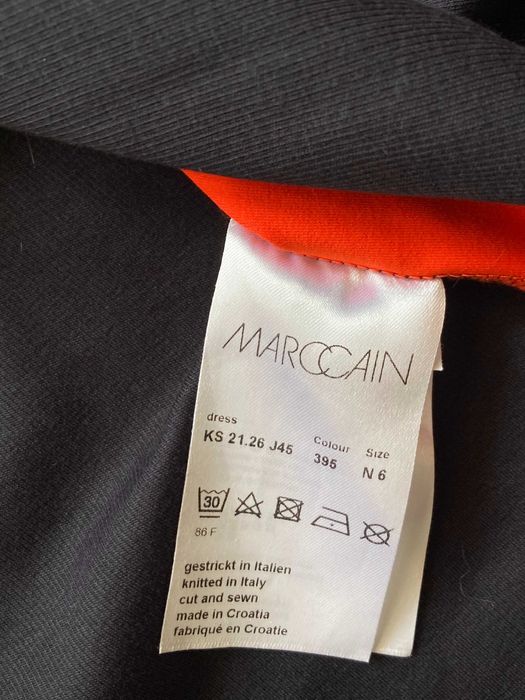 MARCCAIN
dress Colour Size
KS 21.26 J45 395 N 6
30
86 F
gestrickt in Italien
knitted in Italy
cut and sewn
made in Croatia
fabriqué en Croatie